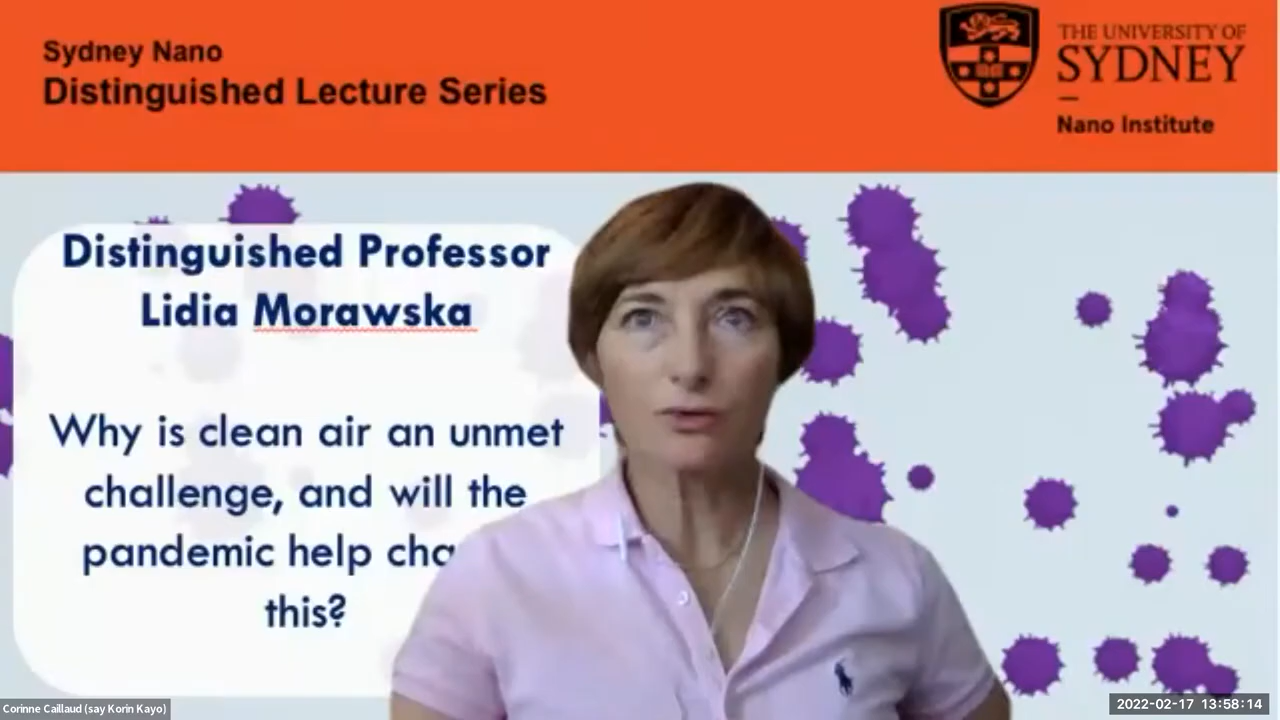 Sydney Nano
Distinguished Lecture Series
THE UNIVERSITY OF
SYDNEY
Nano Institute
Distinguished Professor
Lidia Morawska
Why is clean air an unmet
challenge, and will the
pandemic help cha
this?
Corinne Caillaud (say Korin Kayo)
2022-02-17 13:58:14